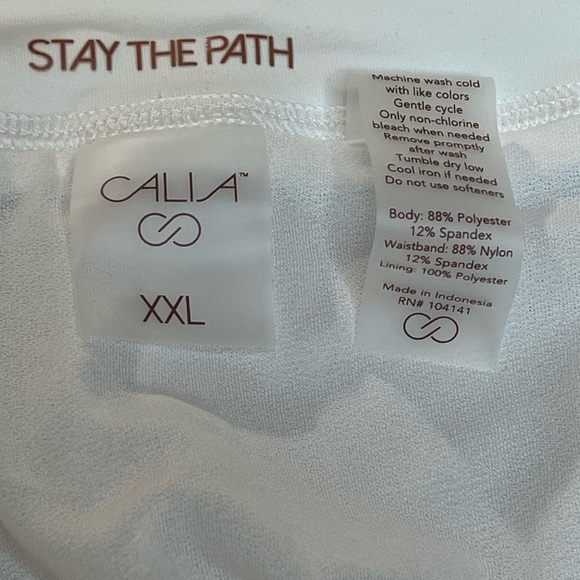 STAY THE PATH
CALIA™
XXL
Machine wash cold
with like colors
Gentle cycle
Only non-chlorine
bleach when needed
Remove promptly
after wash
Tumble dry low
Cool iron if needed
Do not use softeners
Body: 88% Polyester
12% Spandex
Waistband: 88% Nylon
12% Spandex
Lining: 100% Polyester
Made in Indonesia
RN# 104141